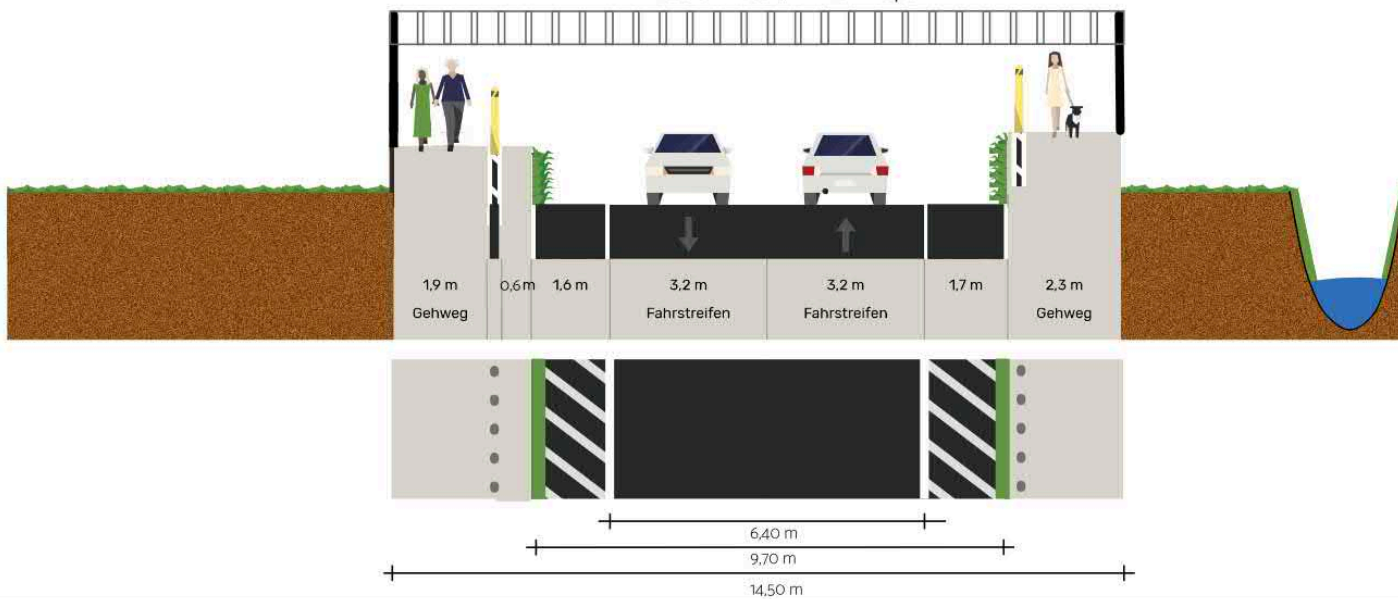 1,9 m
0,6 m
1,6 m
3,2 m
3,2 m
1,7 m
2,3 m
Gehweg
Fahrstreifen
Fahrstreifen
Gehweg
6,40 m
9,70 m
14,50 m